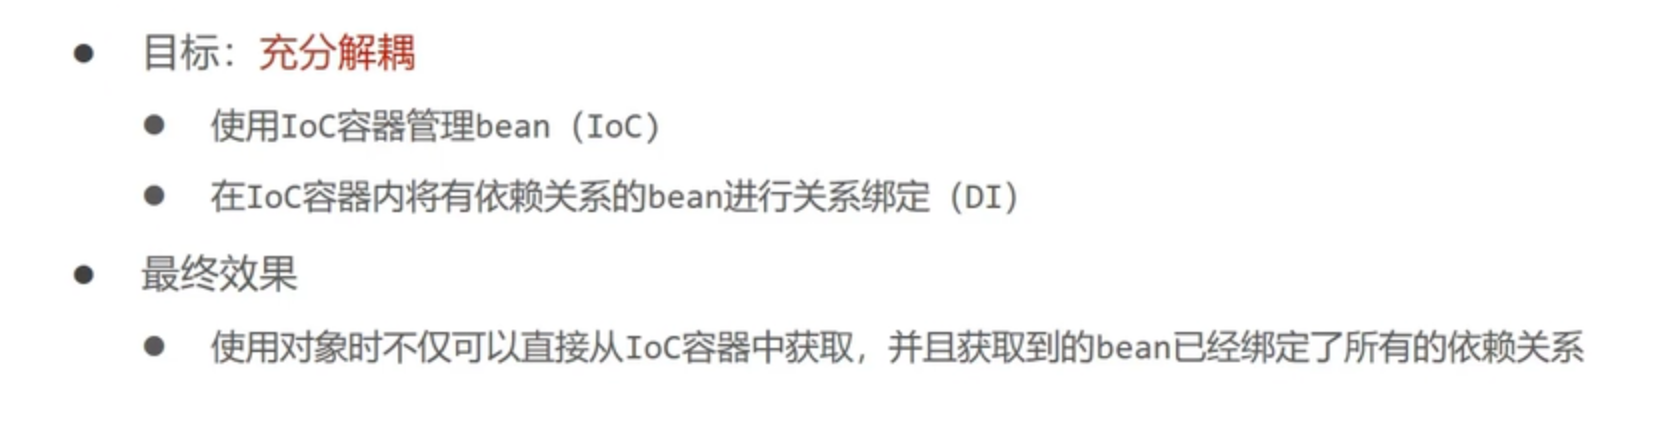 目标：充分解耦
使用IoC容器管理bean（IoC）
在IoC容器内将有依赖关系的bean进行关系绑定（DI）
最终效果
使用对象时不仅可以直接从IoC容器中获取，并且获取到的bean已经绑定了所有的依赖关系